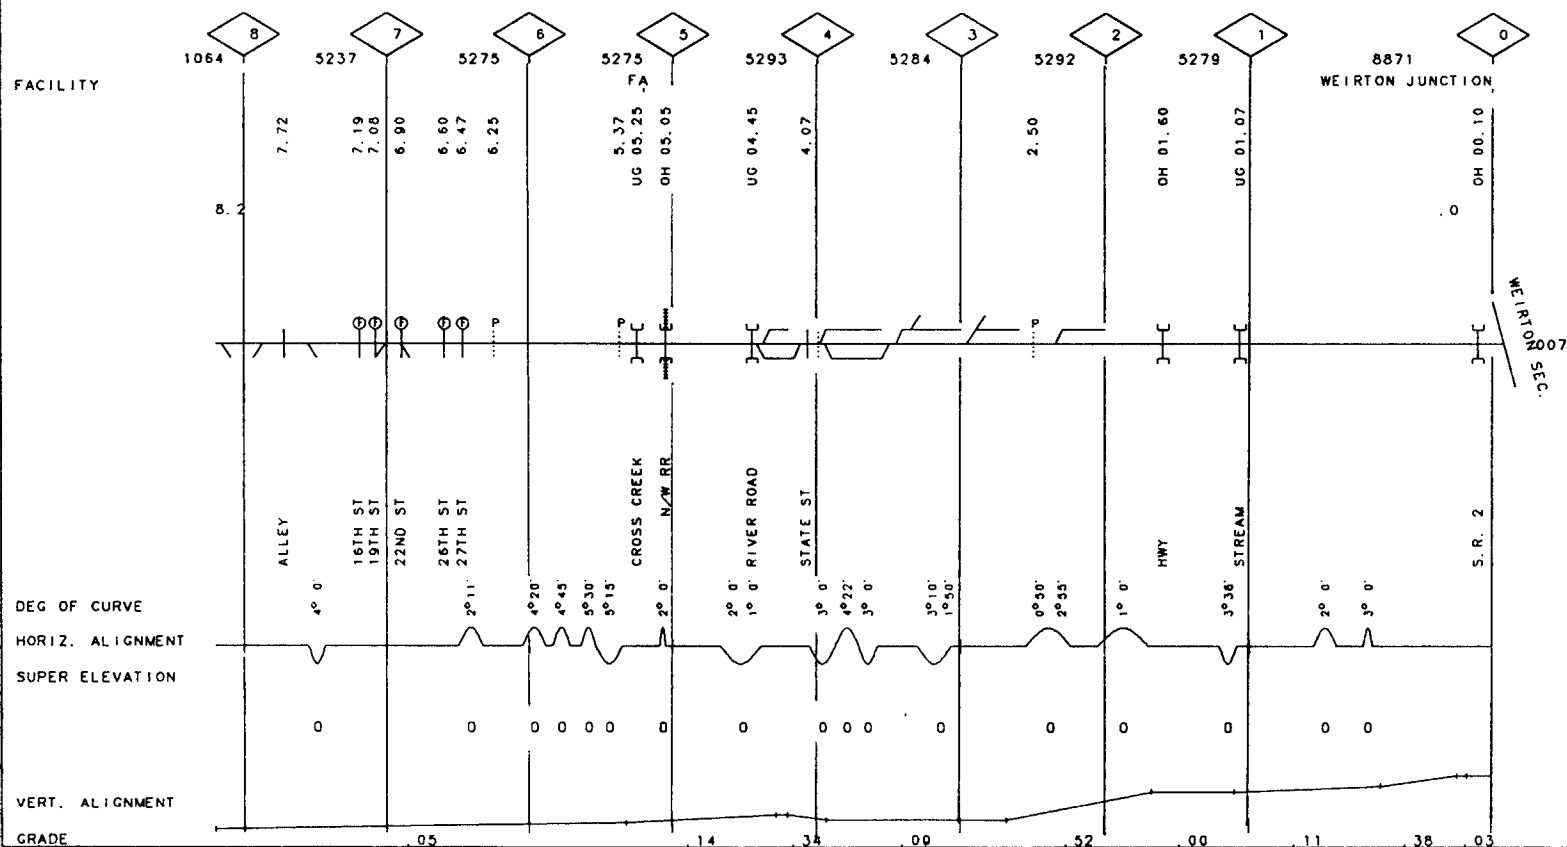 8 7 6 5 4 3 2 1 0
1064 5237 5275 5275 5293 5284 5292 5279 8871
FACILITY FA WEIRTON JUNCTION
7.72
7.19
7.08
6.90
6.60
6.47
6.25
5.37
UG 05.25
OH 05.05
UG 04.45
4.07
2.50
OH 01.60
UG 01.07
OH 00.10
8.2 .0
F F F F F P P P
WEIRTON SEC.
007
ALLEY
16TH ST
19TH ST
22ND ST
26TH ST
27TH ST
CROSS CREEK
N/W RR
RIVER ROAD
STATE ST
HWY
STREAM
S.R. 2
DEG OF CURVE
4° 0'
2° 11'
4° 20'
4° 45'
5° 30'
5° 15'
2° 0'
2° 0'
1° 0'
3° 0'
4° 22'
3° 0'
3° 10'
1° 50'
0° 50'
2° 55'
1° 0'
3° 38'
2° 0'
3° 0'
HORIZ. ALIGNMENT
SUPER ELEVATION
0 0 0 0 0 0 0 0 0 0 0 0 0 0 0 0 0
VERT. ALIGNMENT
GRADE .05 .14 .34 .00 .52 .00 .11 .38 .03